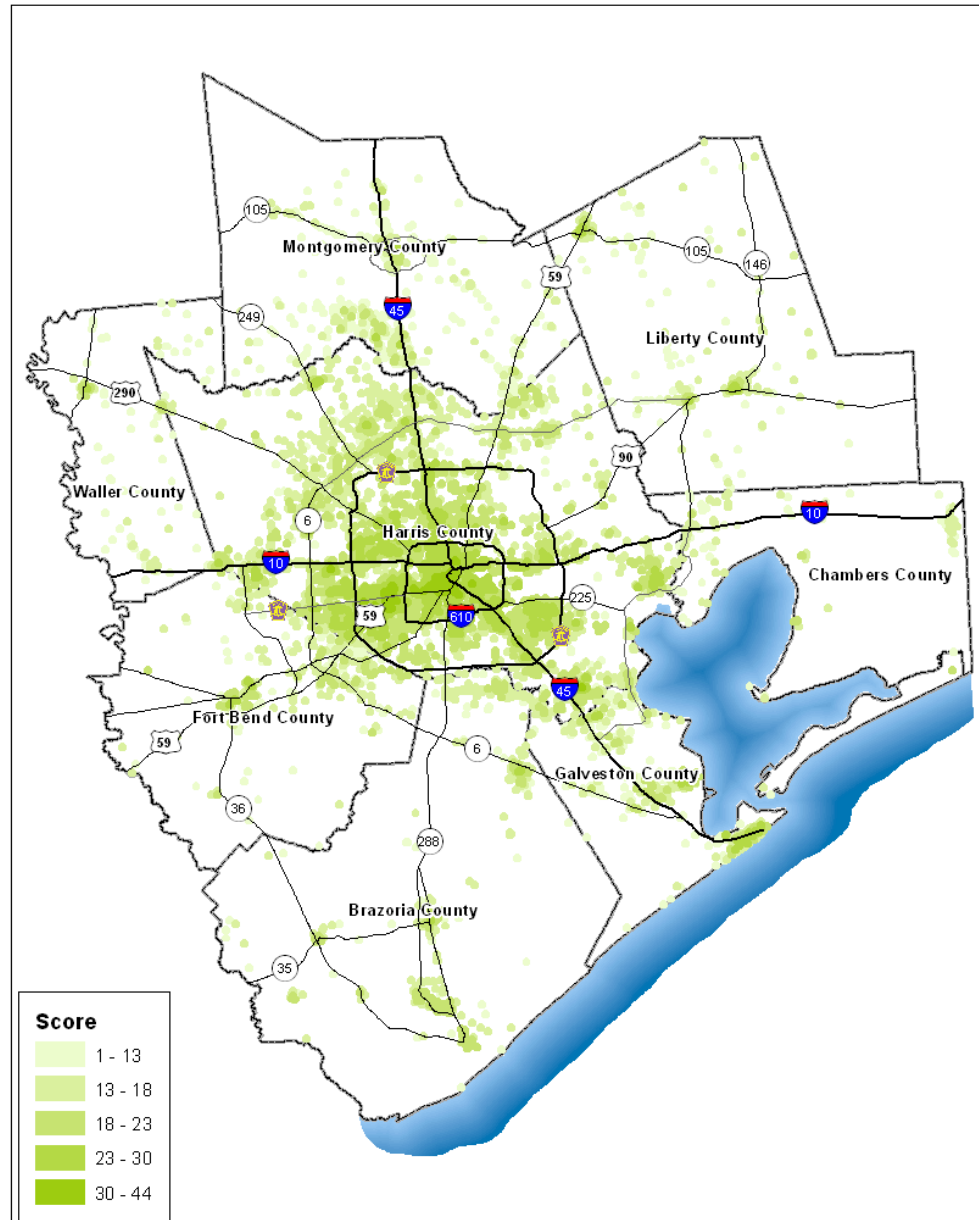 105
Montgomery County
105
146
59
45
249
Liberty County
290
90
Waller County
6
Harris County
10
10
Chambers County
59
225
610
45
Fort Bend County
59
6
Galveston County
36
288
Brazoria County
35
Score
1 - 13
13 - 18
18 - 23
23 - 30
30 - 44